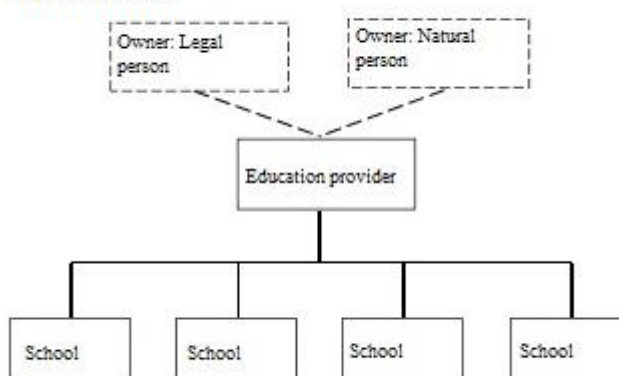 Owner: Legal
person
Owner: Natural
person
Education provider
School
School
School
School